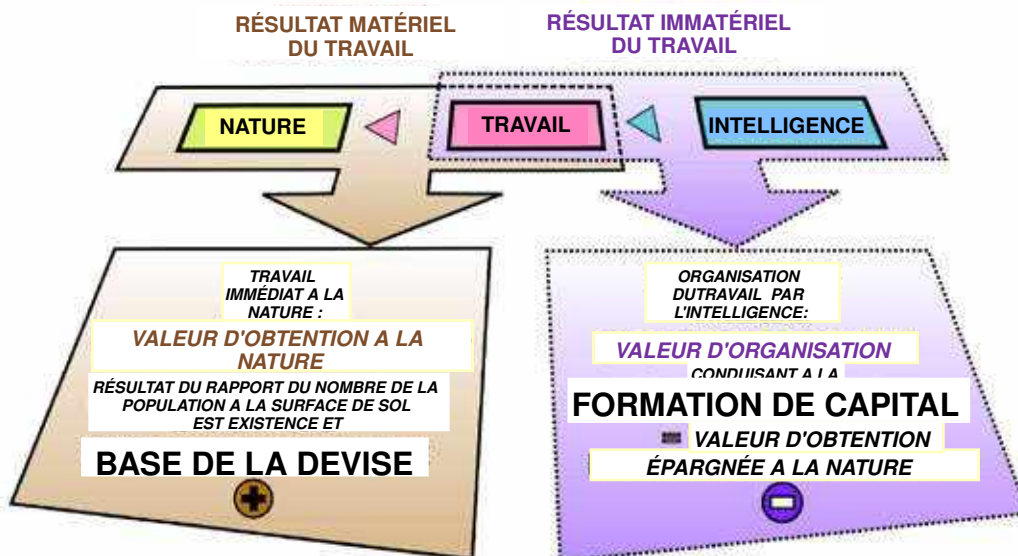 RÉSULTAT MATÉRIEL
DU TRAVAIL
RÉSULTAT IMMATÉRIEL
DU TRAVAIL
NATURE
TRAVAIL
INTELLIGENCE
TRAVAIL
IMMÉDIAT A LA
NATURE :
VALEUR D'OBTENTION A LA
NATURE
RÉSULTAT DU RAPPORT DU NOMBRE DE LA
POPULATION A LA SURFACE DE SOL
EST EXISTENCE ET
BASE DE LA DEVISE
ORGANISATION
DUTRAVAIL PAR
L'INTELLIGENCE:
VALEUR D'ORGANISATION
CONDUISANT A LA
FORMATION DE CAPITAL
= VALEUR D'OBTENTION
ÉPARGNÉE A LA NATURE